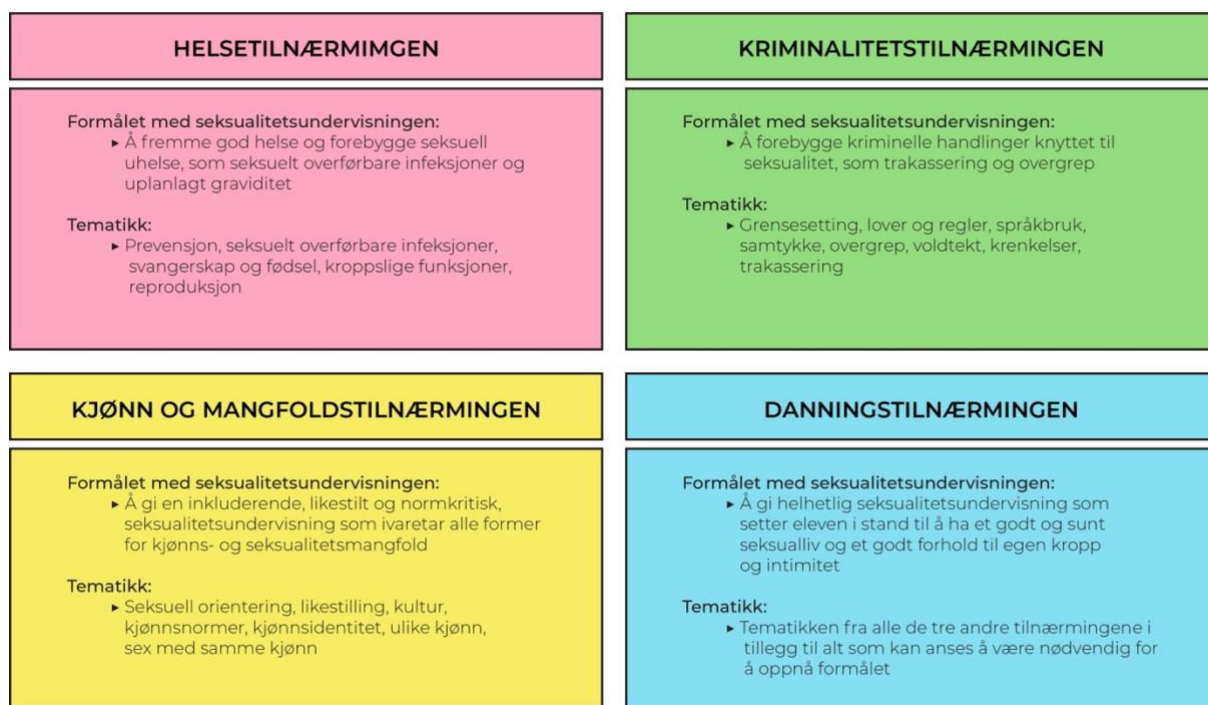 HELSETILNÆRMIMGEN
Formålet med seksualitetsundervisningen:
▸ Å fremme god helse og forebygge seksuell
uhelse, som seksuelt overførbare infeksjoner og
uplanlagt graviditet
Tematikk:
▸ Prevensjon, seksuelt overførbare infeksjoner,
svangerskap og fødsel, kroppslige funksjoner,
reproduksjon
KRIMINALITETSTILNÆRMINGEN
Formålet med seksualitetsundervisningen:
▸ Å forebygge kriminelle handlinger knyttet til
seksualitet, som trakassering og overgrep
Tematikk:
▸ Grensesetting, lover og regler, språkbruk,
samtykke, overgrep, voldtekt, krenkelser,
trakassering
KJØNN OG MANGFOLDSTILNÆRMINGEN
Formålet med seksualitetsundervisningen:
▸ Å gi en inkluderende, likestilt og normkritisk,
seksualitetsundervisning som ivaretar alle former
for kjønns- og seksualitetsmangfold
Tematikk:
▸ Seksuell orientering, likestilling, kultur,
kjønnsnormer, kjønnsidentitet, ulike kjønn,
sex med samme kjønn
DANNINGSTILNÆRMINGEN
Formålet med seksualitetsundervisningen:
▸ Å gi helhetlig seksualitetsundervisning som
setter eleven i stand til å ha et godt og sunt
seksualliv og et godt forhold til egen kropp
og intimitet
Tematikk:
▸ Tematikken fra alle de tre andre tilnærmingene i
tillegg til alt som kan anses å være nødvendig for
å oppnå formålet